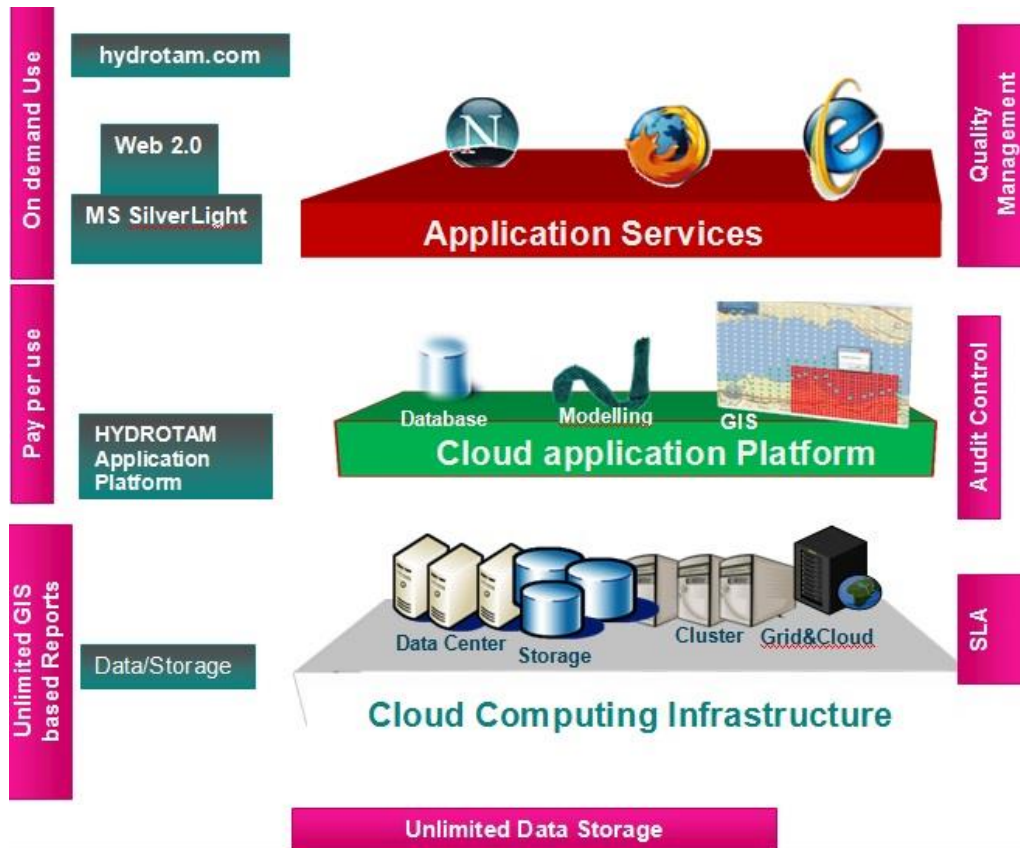 On demand Use
hydrotam.com
Web 2.0
MS SilverLight
N
Application Services
Quality
Management
Pay per use
HYDROTAM
Application
Platform
Database
Modelling
GIS
Cloud application Platform
Audit Control
Unlimited GIS
based Reports
Data/Storage
Data Center
Storage
Cluster
Grid&Cloud
Cloud Computing Infrastructure
SLA
Unlimited Data Storage